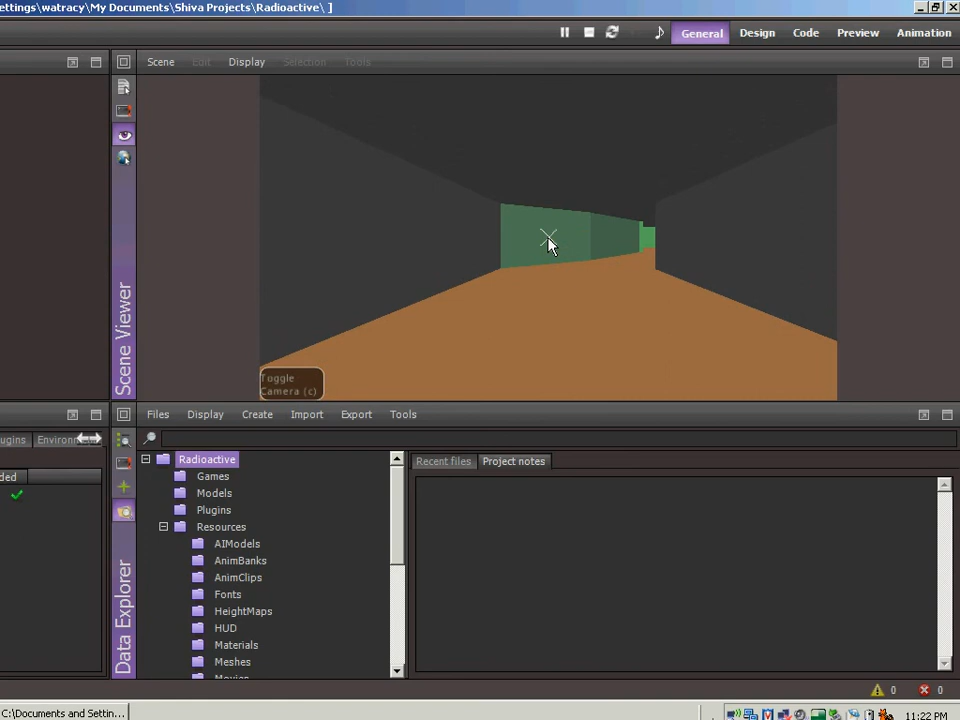 ettings\watracy\My Documents\Shiva Projects\Radioactive\ ]
General Design Code Preview Animation
Scene Edit Display Selection Tools
Scene Viewer
Toggle
Camera (c)
Files Display Create Import Export Tools
ugins
ded
Data Explorer
Radioactive
Games
Models
Plugins
Resources
AIModels
AnimBanks
AnimClips
Fonts
HeightMaps
HUD
Materials
Meshes
Recent files Project notes
0 0
C:\Documents and Settin...
11:22 PM